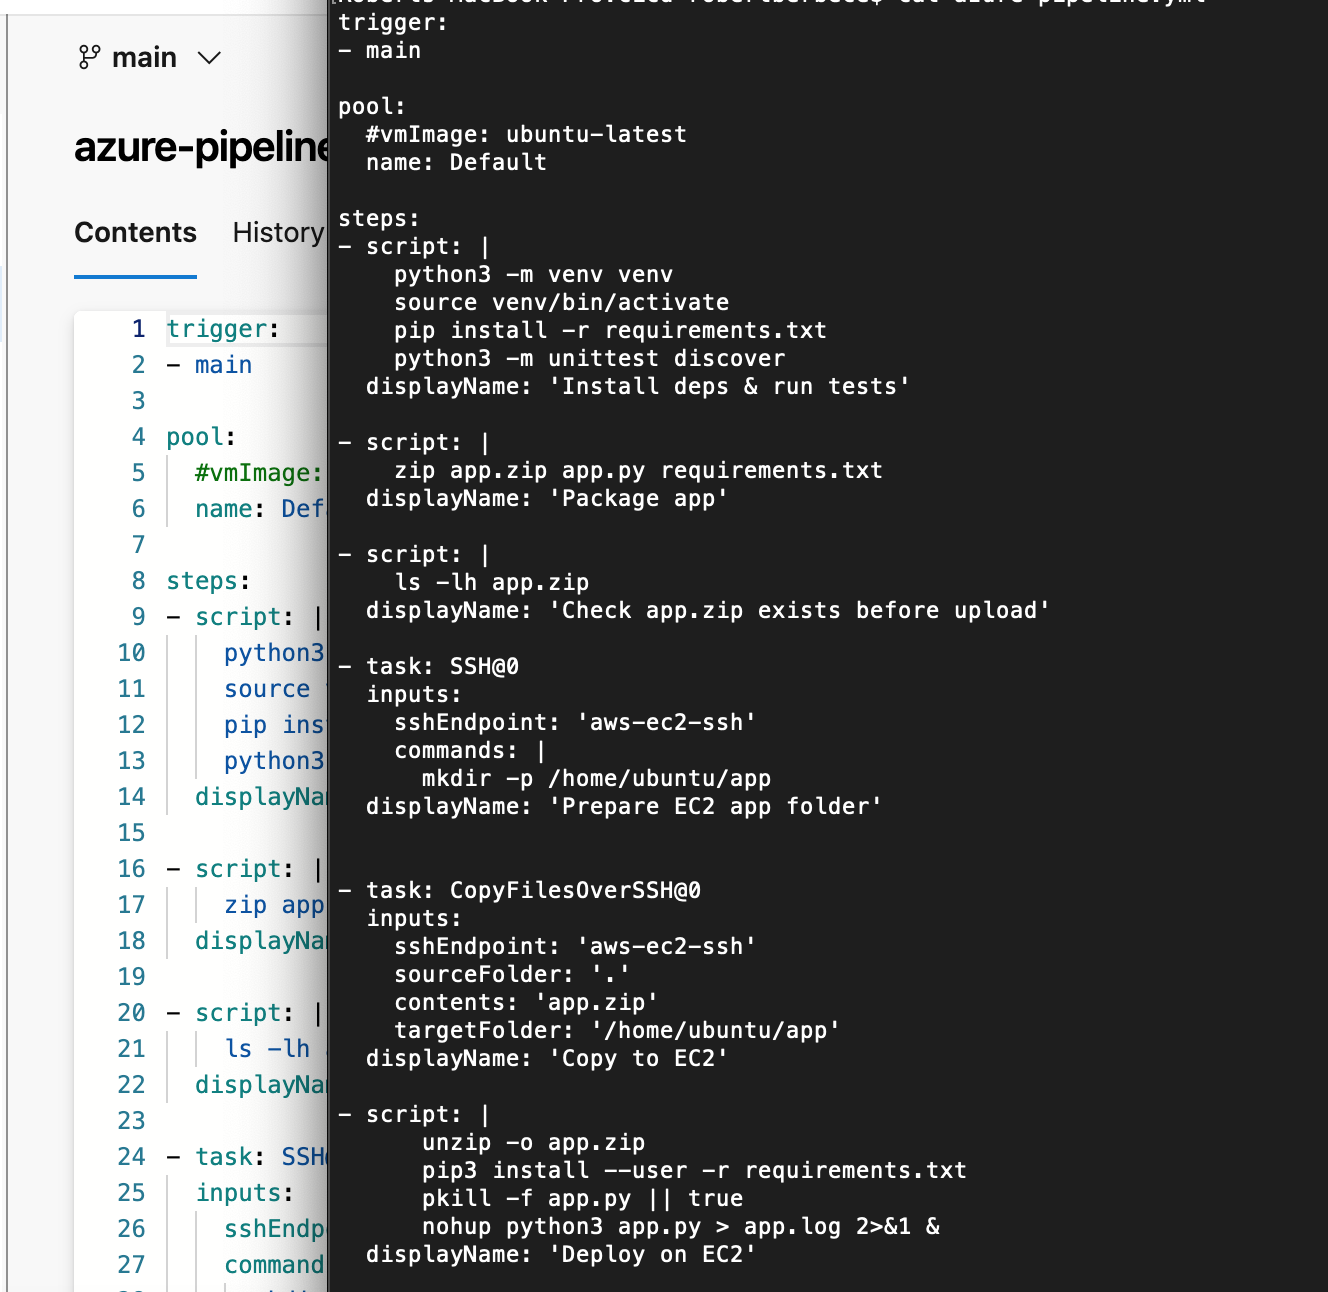 main
azure-pipeline
Contents History
1 trigger:
2 - main
3
4 pool:
5 #vmImage:
6 name:
7
8 steps:
9 - script: |
10 python3
11 source
12 pip
13 python3
14
15
16 - script: |
17 zip app
18
19
20 - script: |
21 ls -lh
22
23
24 - task:
25 inputs:
26
27
trigger:
- main
pool:
#vmImage: ubuntu-latest
name: Default
steps:
- script: |
python3 -m venv venv
source venv/bin/activate
pip install -r requirements.txt
python3 -m unittest discover
displayName: 'Install deps & run tests'
- script: |
zip app.zip app.py requirements.txt
displayName: 'Package app'
- script: |
ls -lh app.zip
displayName: 'Check app.zip exists before upload'
- task: SSH@0
inputs:
sshEndpoint: 'aws-ec2-ssh'
commands: |
mkdir -p /home/ubuntu/app
displayName: 'Prepare EC2 app folder'
- task: CopyFilesOverSSH@0
inputs:
sshEndpoint: 'aws-ec2-ssh'
sourceFolder: '.'
contents: 'app.zip'
targetFolder: '/home/ubuntu/app'
displayName: 'Copy to EC2'
- script: |
unzip -o app.zip
pip3 install --user -r requirements.txt
pkill -f app.py || true
nohup python3 app.py > app.log 2>&1 &
displayName: 'Deploy on EC2'